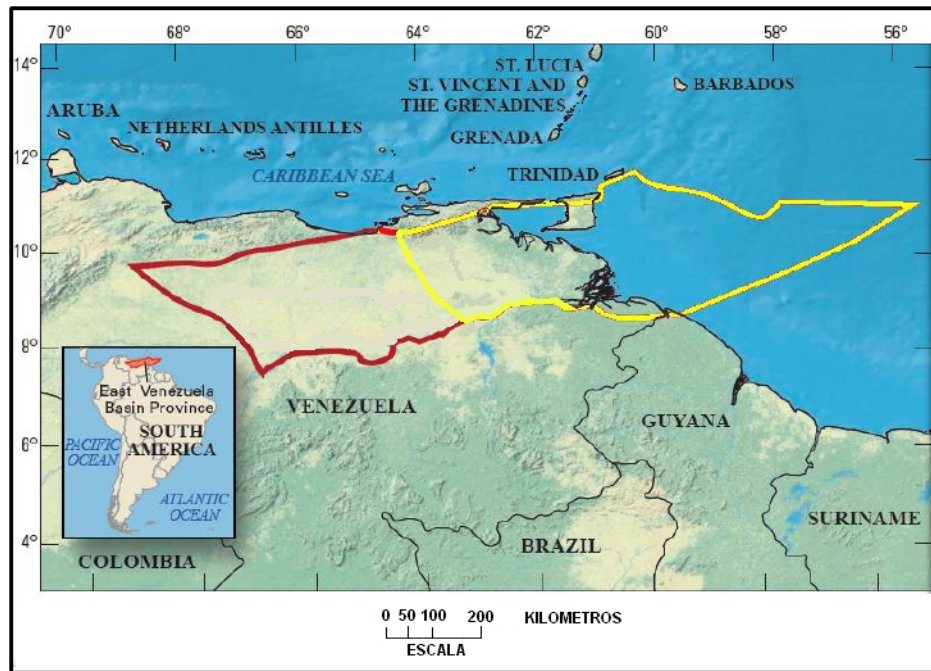 70° 68° 66° 64° 62° 60° 58° 56°
14°
ST. LUCIA
ST. VINCENT AND
THE GRENADINES
BARBADOS
ARUBA
NETHERLANDS ANTILLES
GRENADA
12°
CARIBBEAN SEA
TRINIDAD
10°
8°
East Venezuela
Basin Province
VENEZUELA
GUYANA
SOUTH
AMERICA
PACIFIC
OCEAN
6°
ATLANTIC
OCEAN
SURINAME
4°
COLOMBIA
BRAZIL
0 50 100 200 KILOMETROS
ESCALA